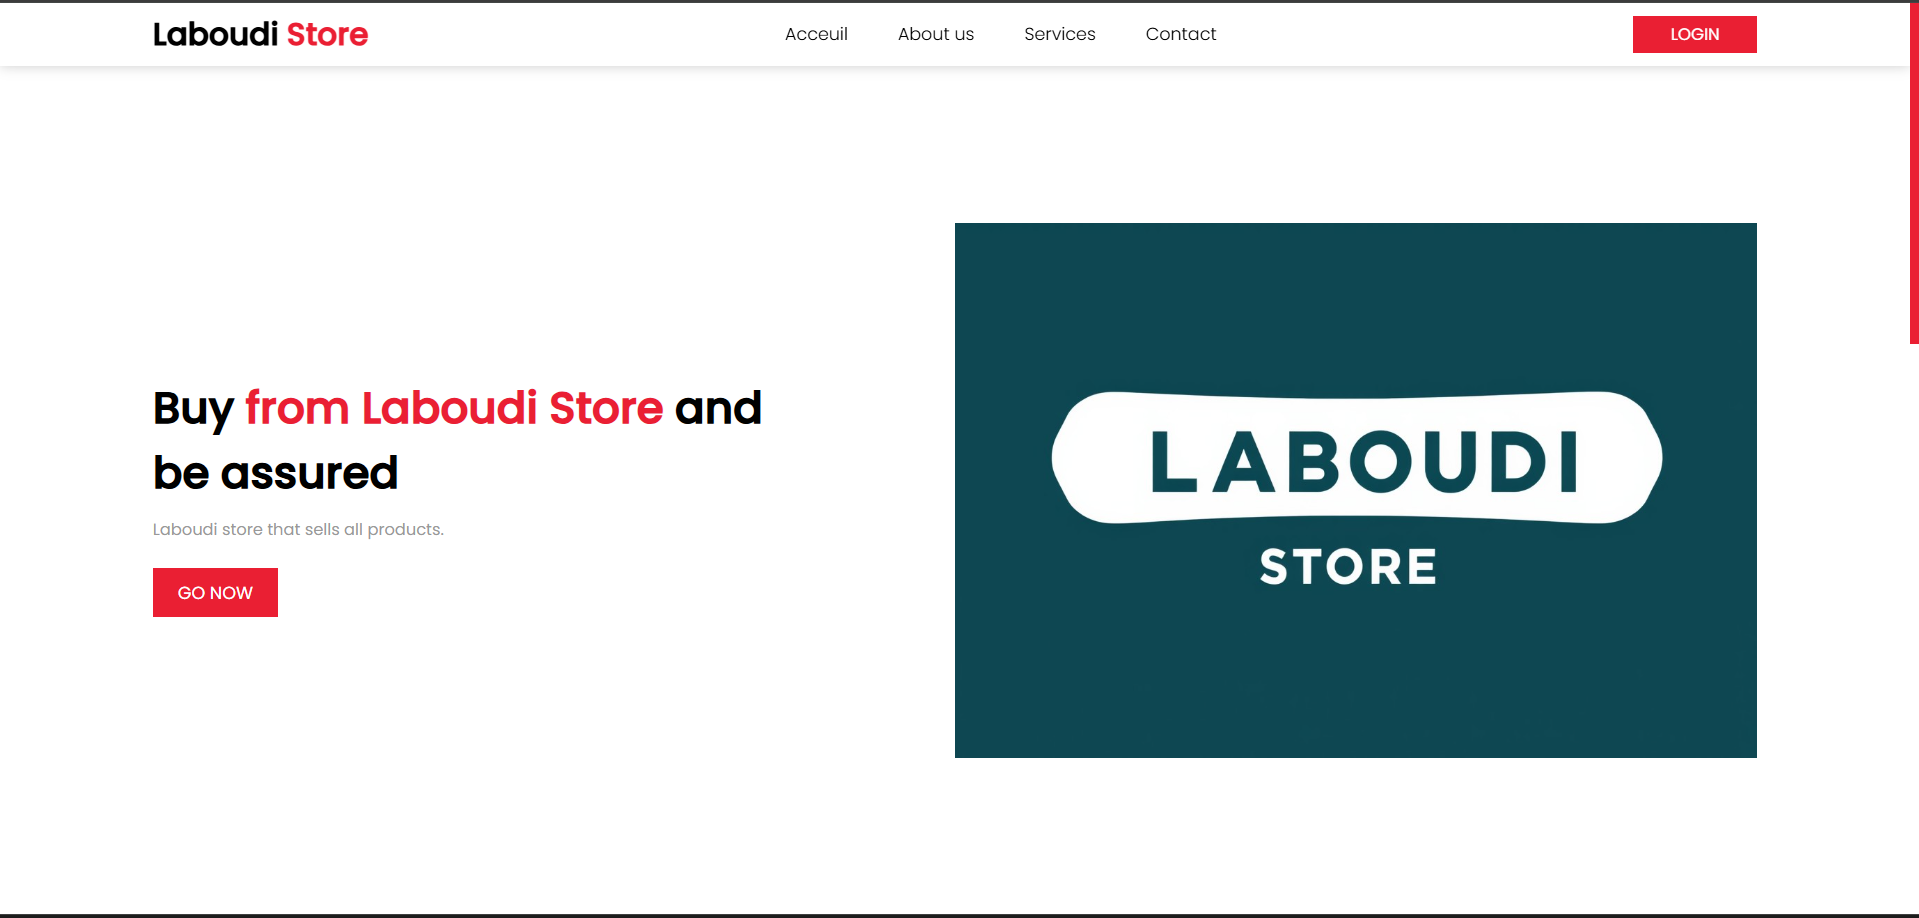 Laboudi Store
Acceuil
About us
Services
Contact
LOGIN
Buy from Laboudi Store and
be assured
Laboudi store that sells all products.
GO NOW
LABOUDI
STORE